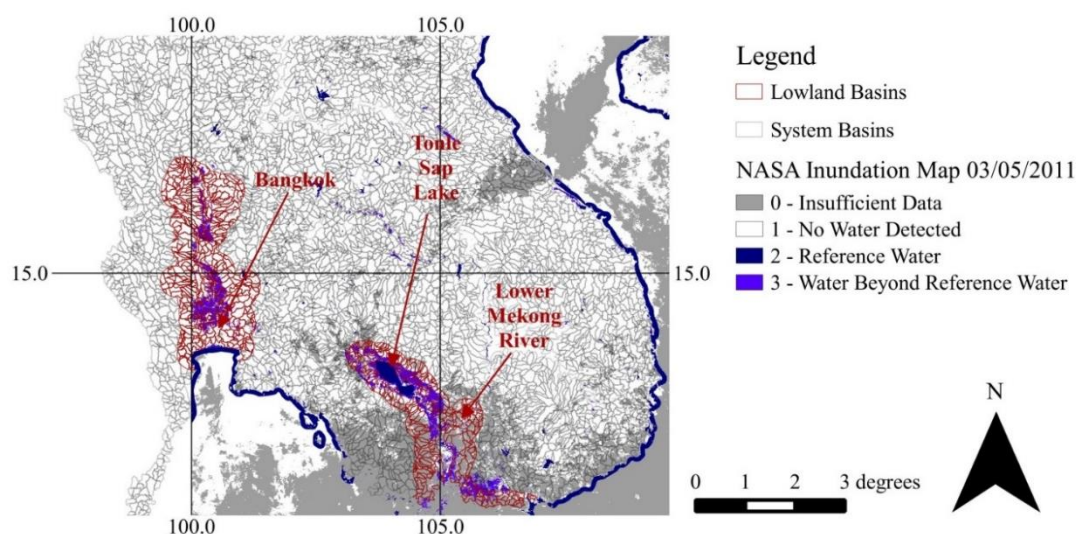 100.0
105.0
Tonle
Sap
Lake
Bangkok
15.0
15.0
Lower
Mekong
River
100.0
105.0
Legend
Lowland Basins
System Basins
NASA Inundation Map 03/05/2011
0 - Insufficient Data
1 - No Water Detected
2 - Reference Water
3 - Water Beyond Reference Water
N
0 1 2 3 degrees